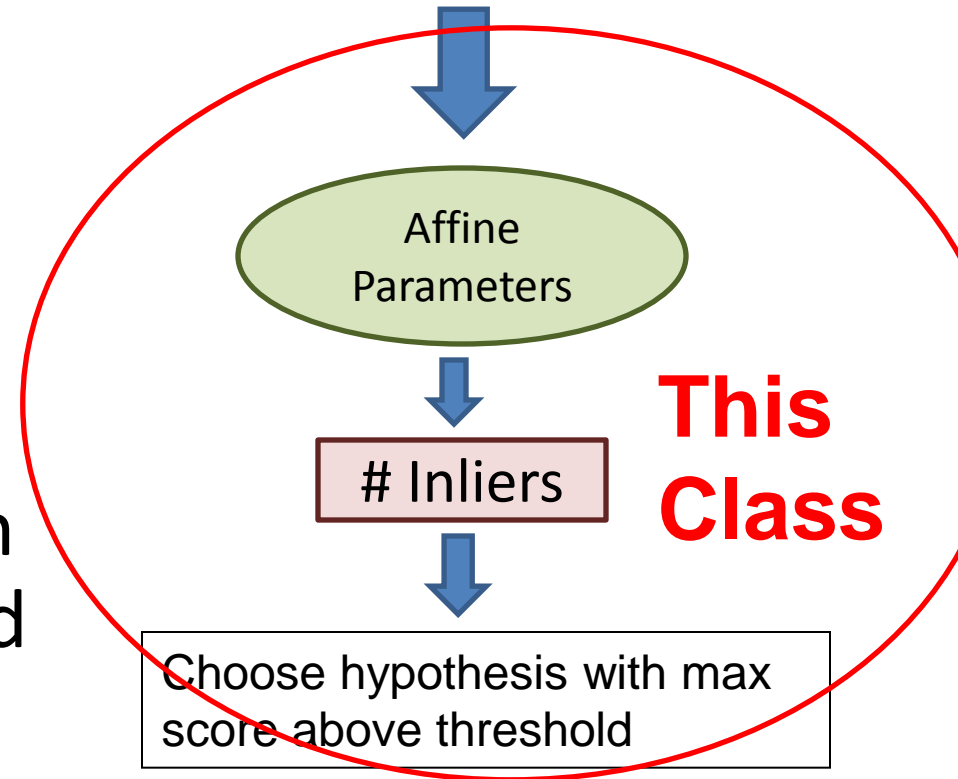 Affine
Parameters
# Inliers
This
Class
Choose hypothesis with max
score above threshold